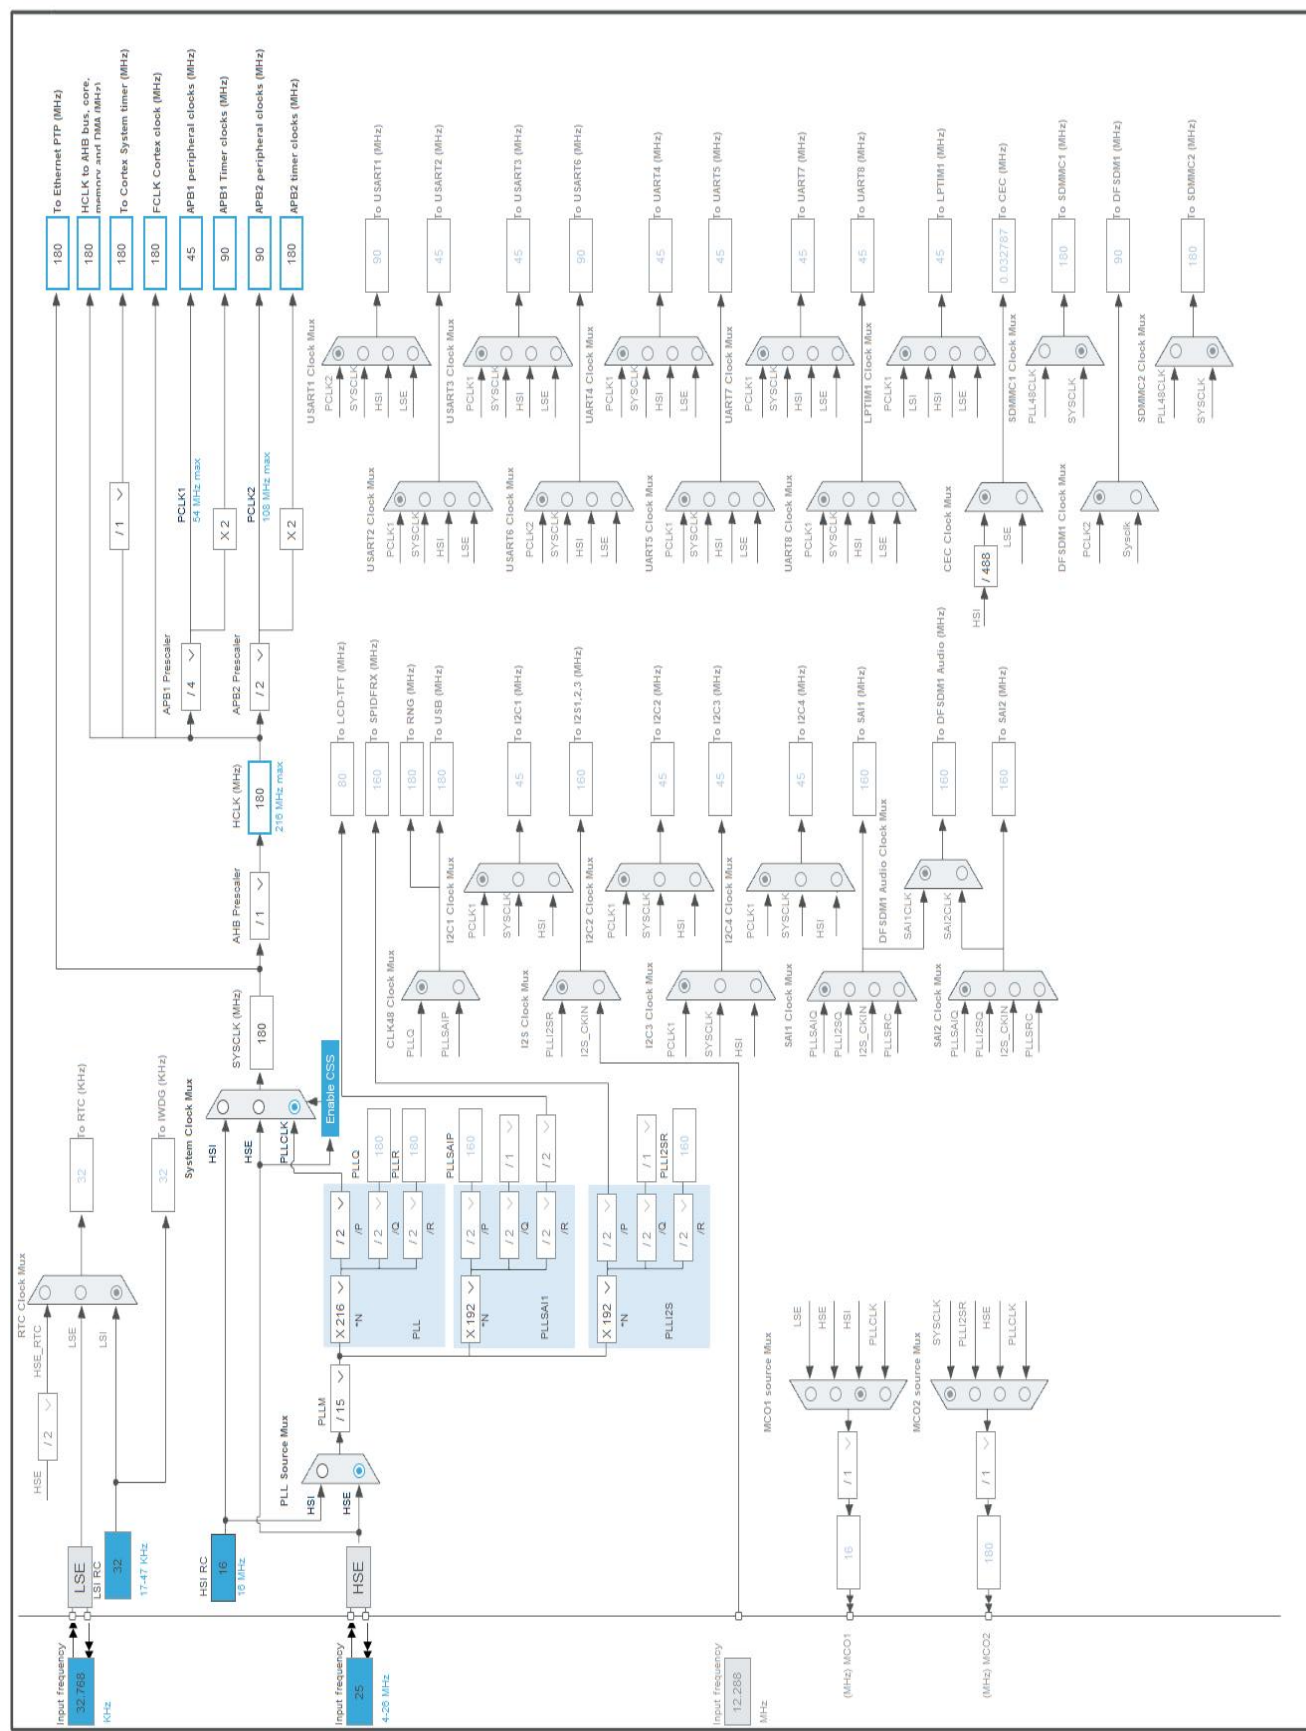 Input frequency
32.768
KHz
LSE
LSI RC
32
17-47 KHz
HSE
/ 2
HSE_RTC
LSE
LSI
RTC Clock Mux
32
To RTC (KHz)
32
To IWDG (KHz)
HSI RC
16
16 MHz
Input frequency
25
4-26 MHz
HSE
PLL Source Mux
HSI
HSE
PLLM
/ 15
System Clock Mux
HSI
HSE
PLLCLK
Enable CSS
SYSCLK (MHz)
180
AHB Prescaler
/ 1
HCLK (MHz)
180
216 MHz max
APB1 Prescaler
/ 4
APB2 Prescaler
/ 2
/ 1
PCLK1
54 MHz max
X 2
PCLK2
108 MHz max
X 2
180
To Ethernet PTP (MHz)
180
HCLK to AHB bus, core,
memory and DMA (MHz)
180
To Cortex System timer (MHz)
180
FCLK Cortex clock (MHz)
45
APB1 peripheral clocks (MHz)
90
APB1 Timer clocks (MHz)
90
APB2 peripheral clocks (MHz)
180
APB2 timer clocks (MHz)
X 216
*N
PLL
/ 2
/P
/ 2
/Q
/ 2
/R
PLLQ
180
PLLR
180
X 192
*N
PLLSAI1
/ 2
/P
/ 2
/Q
/ 2
/R
PLLSAIP
160
/ 1
/ 2
X 192
*N
PLLI2S
/ 2
/P
/ 2
/Q
/ 2
/R
/ 1
PLLI2SR
160
80
To LCD-TFT (MHz)
160
To SPIDFRX (MHz)
180
To RNG (MHz)
180
To USB (MHz)
CLK48 Clock Mux
PLLQ
PLLSAIP
I2C1 Clock Mux
PCLK1
SYSCLK
HSI
45
To I2C1 (MHz)
I2S Clock Mux
PLLI2SR
I2S_CKIN
160
To I2S1,2,3 (MHz)
I2C2 Clock Mux
PCLK1
SYSCLK
HSI
45
To I2C2 (MHz)
I2C3 Clock Mux
PCLK1
SYSCLK
HSI
45
To I2C3 (MHz)
I2C4 Clock Mux
PCLK1
SYSCLK
HSI
45
To I2C4 (MHz)
SAI1 Clock Mux
PLLSAIQ
PLLI2SQ
I2S_CKIN
PLLSRC
160
To SAI1 (MHz)
DFSDM1 Audio Clock Mux
SAI1CLK
SAI2CLK
160
To DFSDM1 Audio (MHz)
SAI2 Clock Mux
PLLSAIQ
PLLI2SQ
I2S_CKIN
PLLSRC
160
To SAI2 (MHz)
USART1 Clock Mux
PCLK2
SYSCLK
HSI
LSE
90
To USART1 (MHz)
USART2 Clock Mux
PCLK1
SYSCLK
HSI
LSE
45
To USART2 (MHz)
USART3 Clock Mux
PCLK1
SYSCLK
HSI
LSE
45
To USART3 (MHz)
USART6 Clock Mux
PCLK2
SYSCLK
HSI
LSE
90
To USART6 (MHz)
UART4 Clock Mux
PCLK1
SYSCLK
HSI
LSE
45
To UART4 (MHz)
UART5 Clock Mux
PCLK1
SYSCLK
HSI
LSE
45
To UART5 (MHz)
UART7 Clock Mux
PCLK1
SYSCLK
HSI
LSE
45
To UART7 (MHz)
UART8 Clock Mux
PCLK1
SYSCLK
HSI
LSE
45
To UART8 (MHz)
LPTIM1 Clock Mux
PCLK1
LSI
HSI
LSE
45
To LPTIM1 (MHz)
CEC Clock Mux
HSI
/ 488
LSE
0.032787
To CEC (MHz)
SDMMC1 Clock Mux
PLL48CLK
SYSCLK
180
To SDMMC1 (MHz)
DFSDM1 Clock Mux
PCLK2
Sysclk
90
To DFSDM1 (MHz)
SDMMC2 Clock Mux
PLL48CLK
SYSCLK
180
To SDMMC2 (MHz)
Input frequency
12.288
MHz
(MHz) MCO1
16
/ 1
MCO1 source Mux
LSE
HSE
HSI
PLLCLK
(MHz) MCO2
180
/ 1
MCO2 source Mux
SYSCLK
PLLI2SR
HSE
PLLCLK